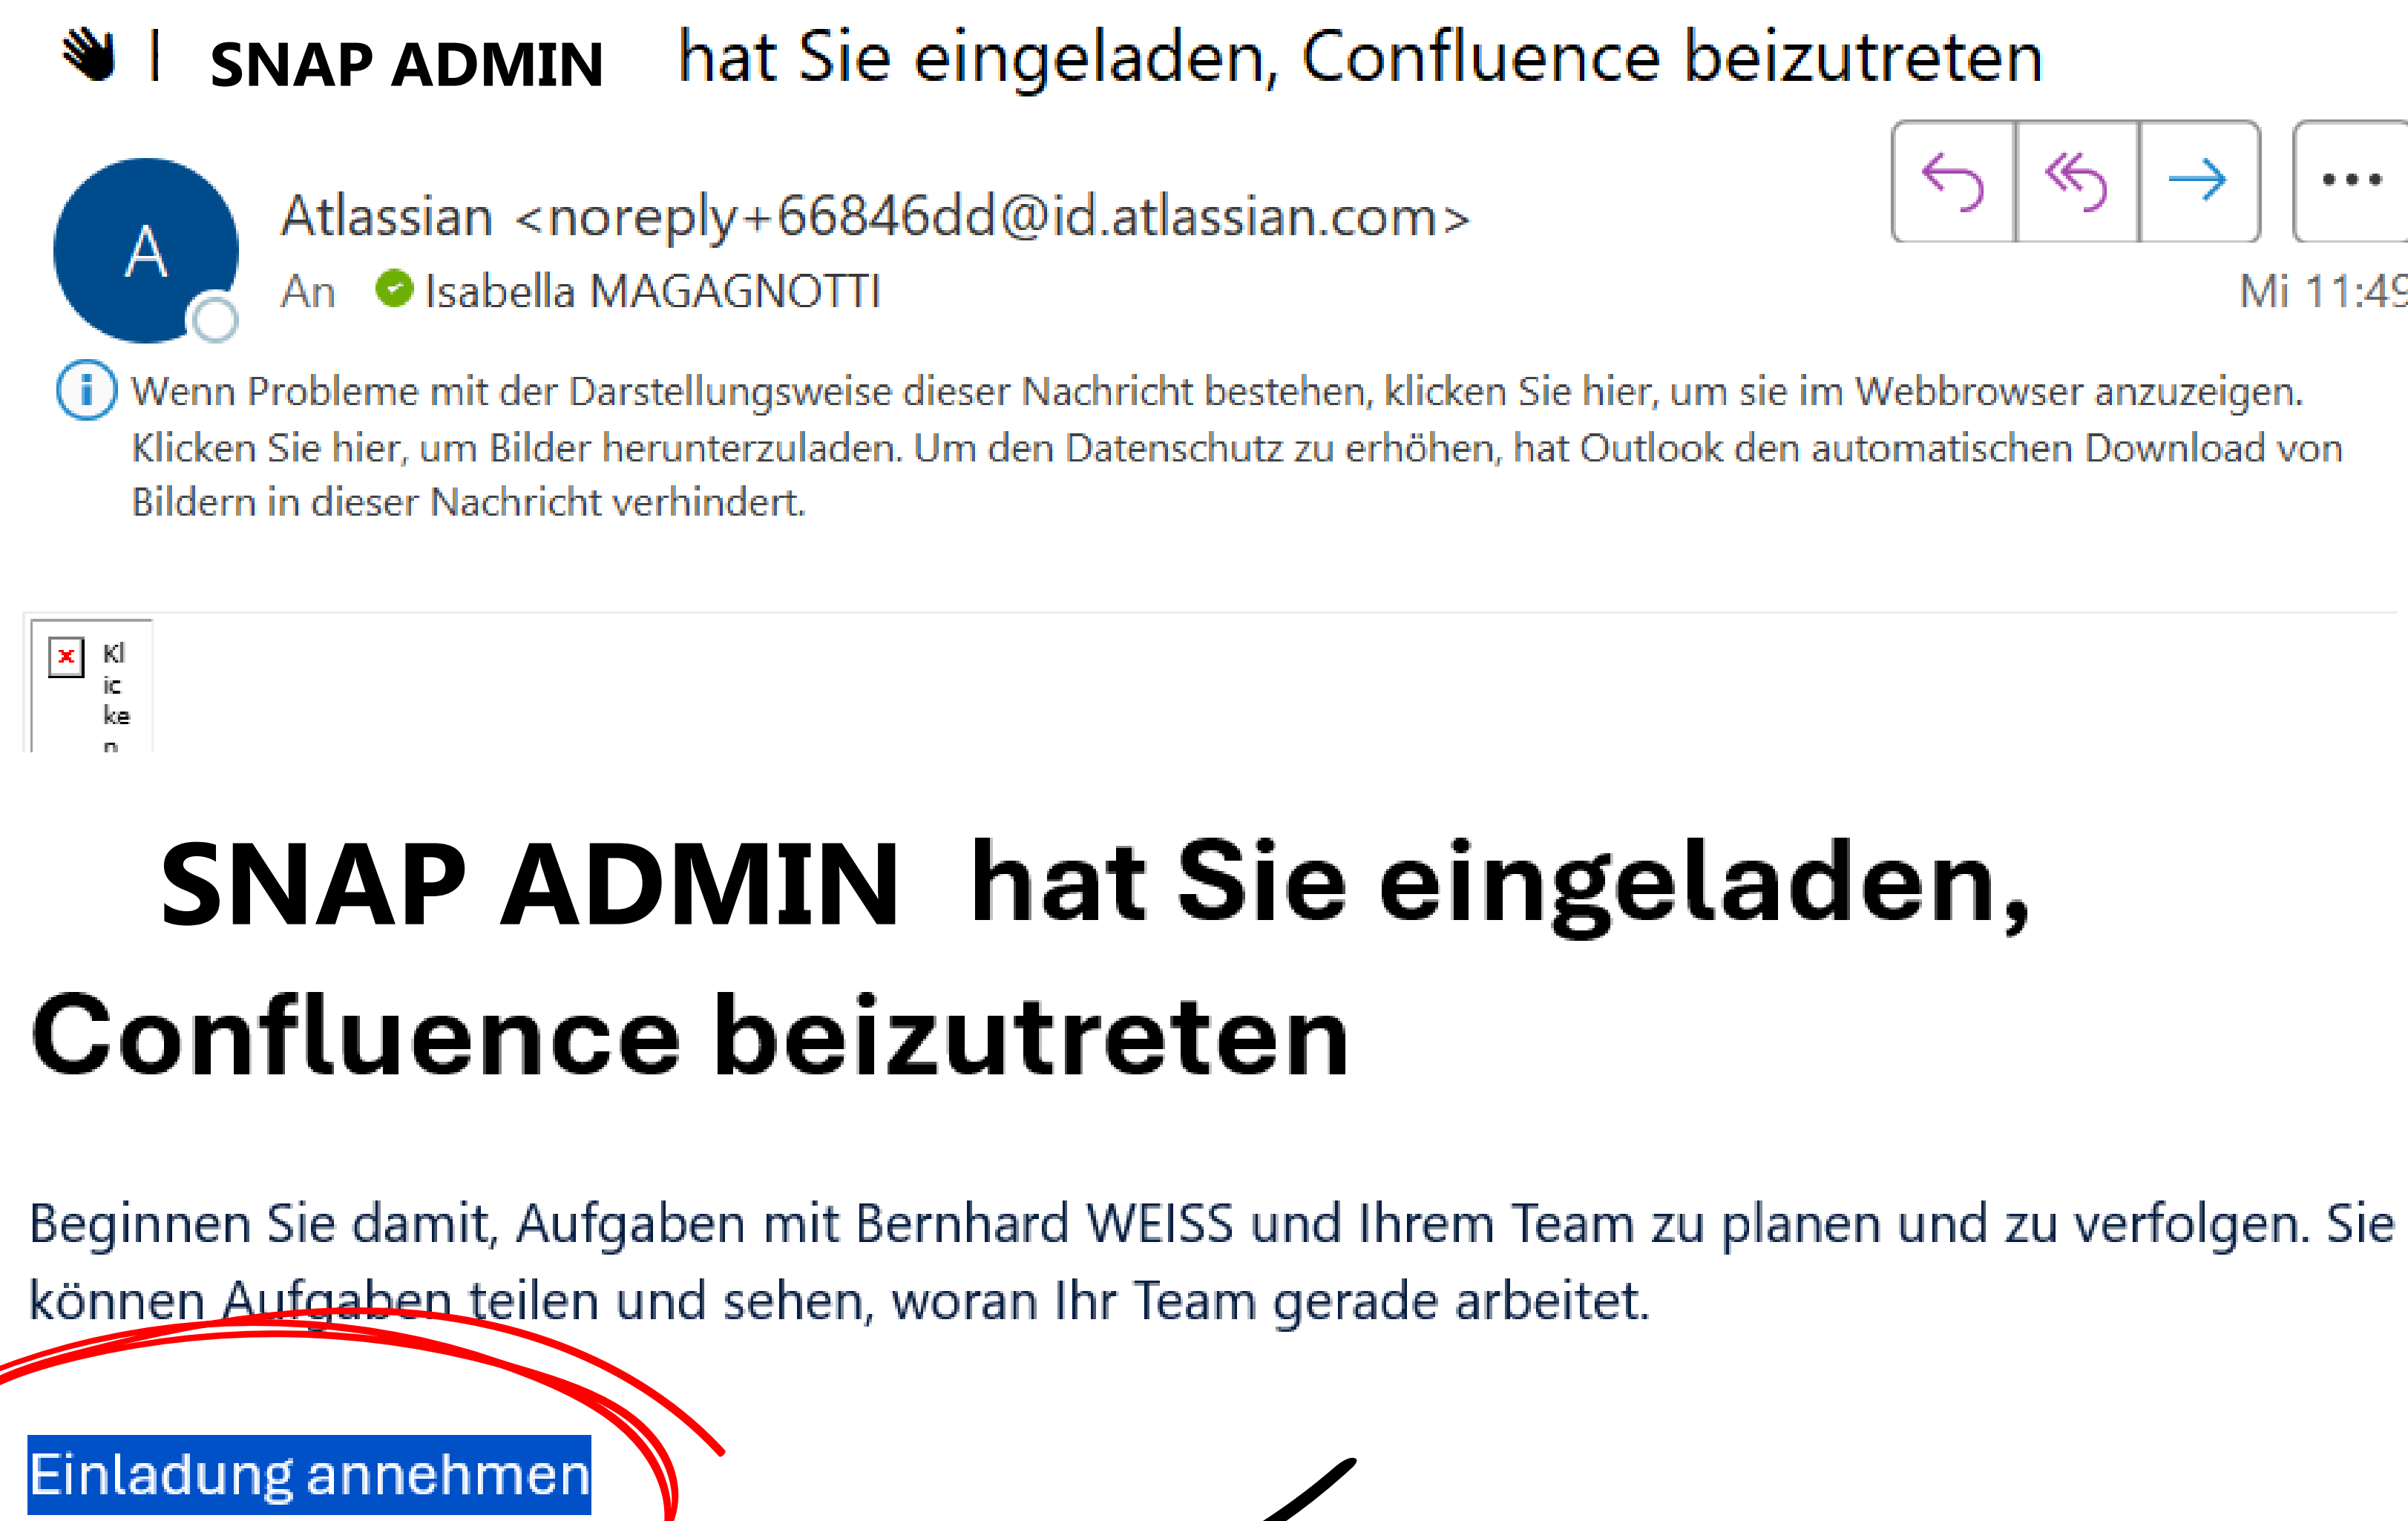 SNAP ADMIN hat Sie eingeladen, Confluence beizutreten
A
Atlassian <noreply+66846dd@id.atlassian.com>
An Isabella MAGAGNOTTI
Mi 11:49
Wenn Probleme mit der Darstellungsweise dieser Nachricht bestehen, klicken Sie hier, um sie im Webbrowser anzuzeigen.
Klicken Sie hier, um Bilder herunterzuladen. Um den Datenschutz zu erhöhen, hat Outlook den automatischen Download von
Bildern in dieser Nachricht verhindert.
Kl
ic
ke
n
SNAP ADMIN hat Sie eingeladen,
Confluence beizutreten
Beginnen Sie damit, Aufgaben mit Bernhard WEISS und Ihrem Team zu planen und zu verfolgen. Sie
können Aufgaben teilen und sehen, woran Ihr Team gerade arbeitet.
Einladung annehmen